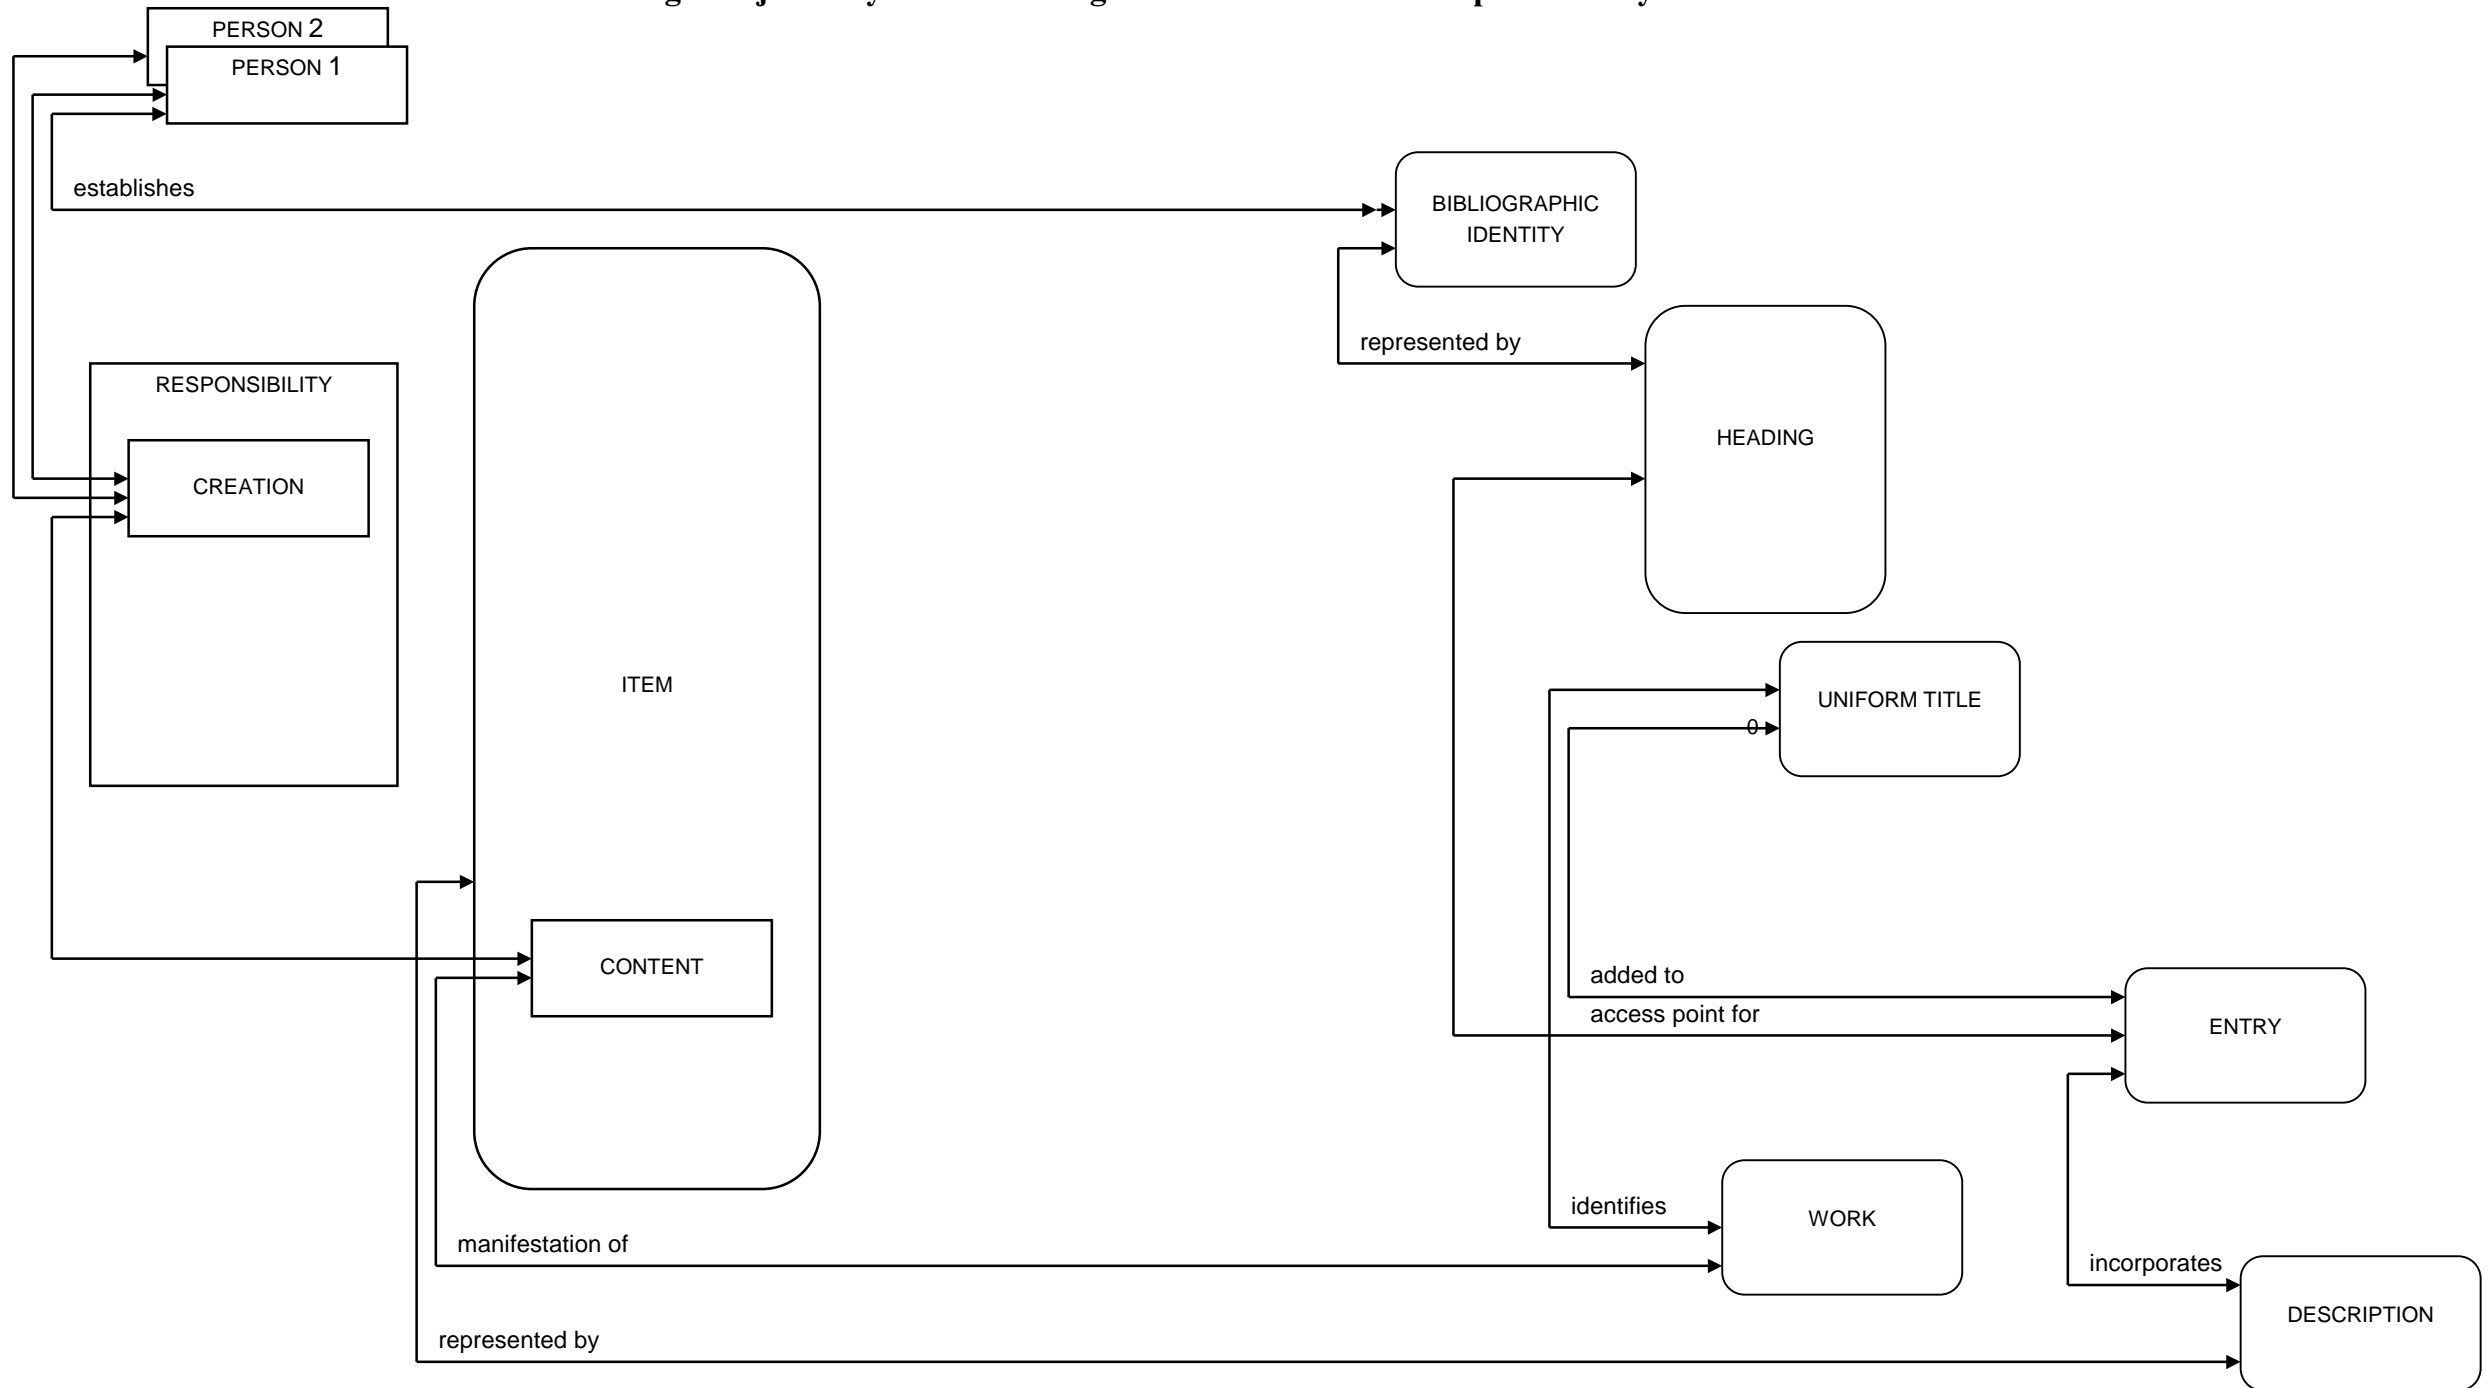 PERSON 2
PERSON 1
establishes
BIBLIOGRAPHIC
IDENTITY
represented by
RESPONSIBILITY
HEADING
CREATION
ITEM
UNIFORM TITLE
0
CONTENT
added to
access point for
ENTRY
identifies
WORK
manifestation of
incorporates
DESCRIPTION
represented by